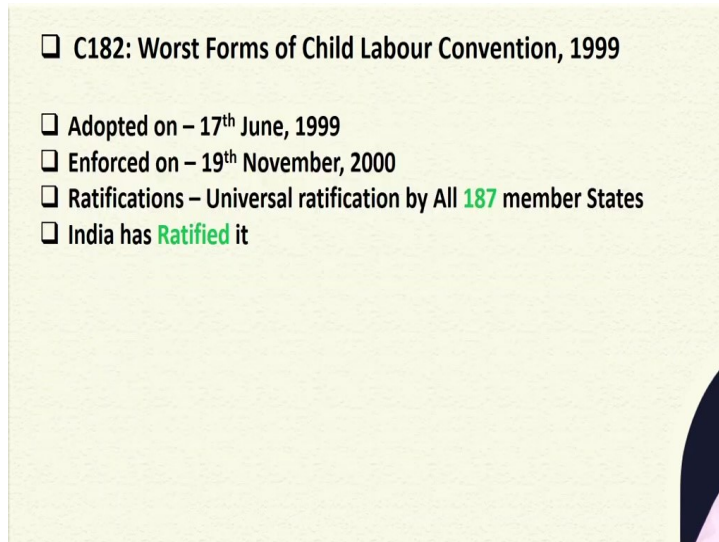 ❑ C182: Worst Forms of Child Labour Convention, 1999
❑ Adopted on – 17th June, 1999
❑ Enforced on – 19th November, 2000
❑ Ratifications – Universal ratification by All 187 member States
❑ India has Ratified it